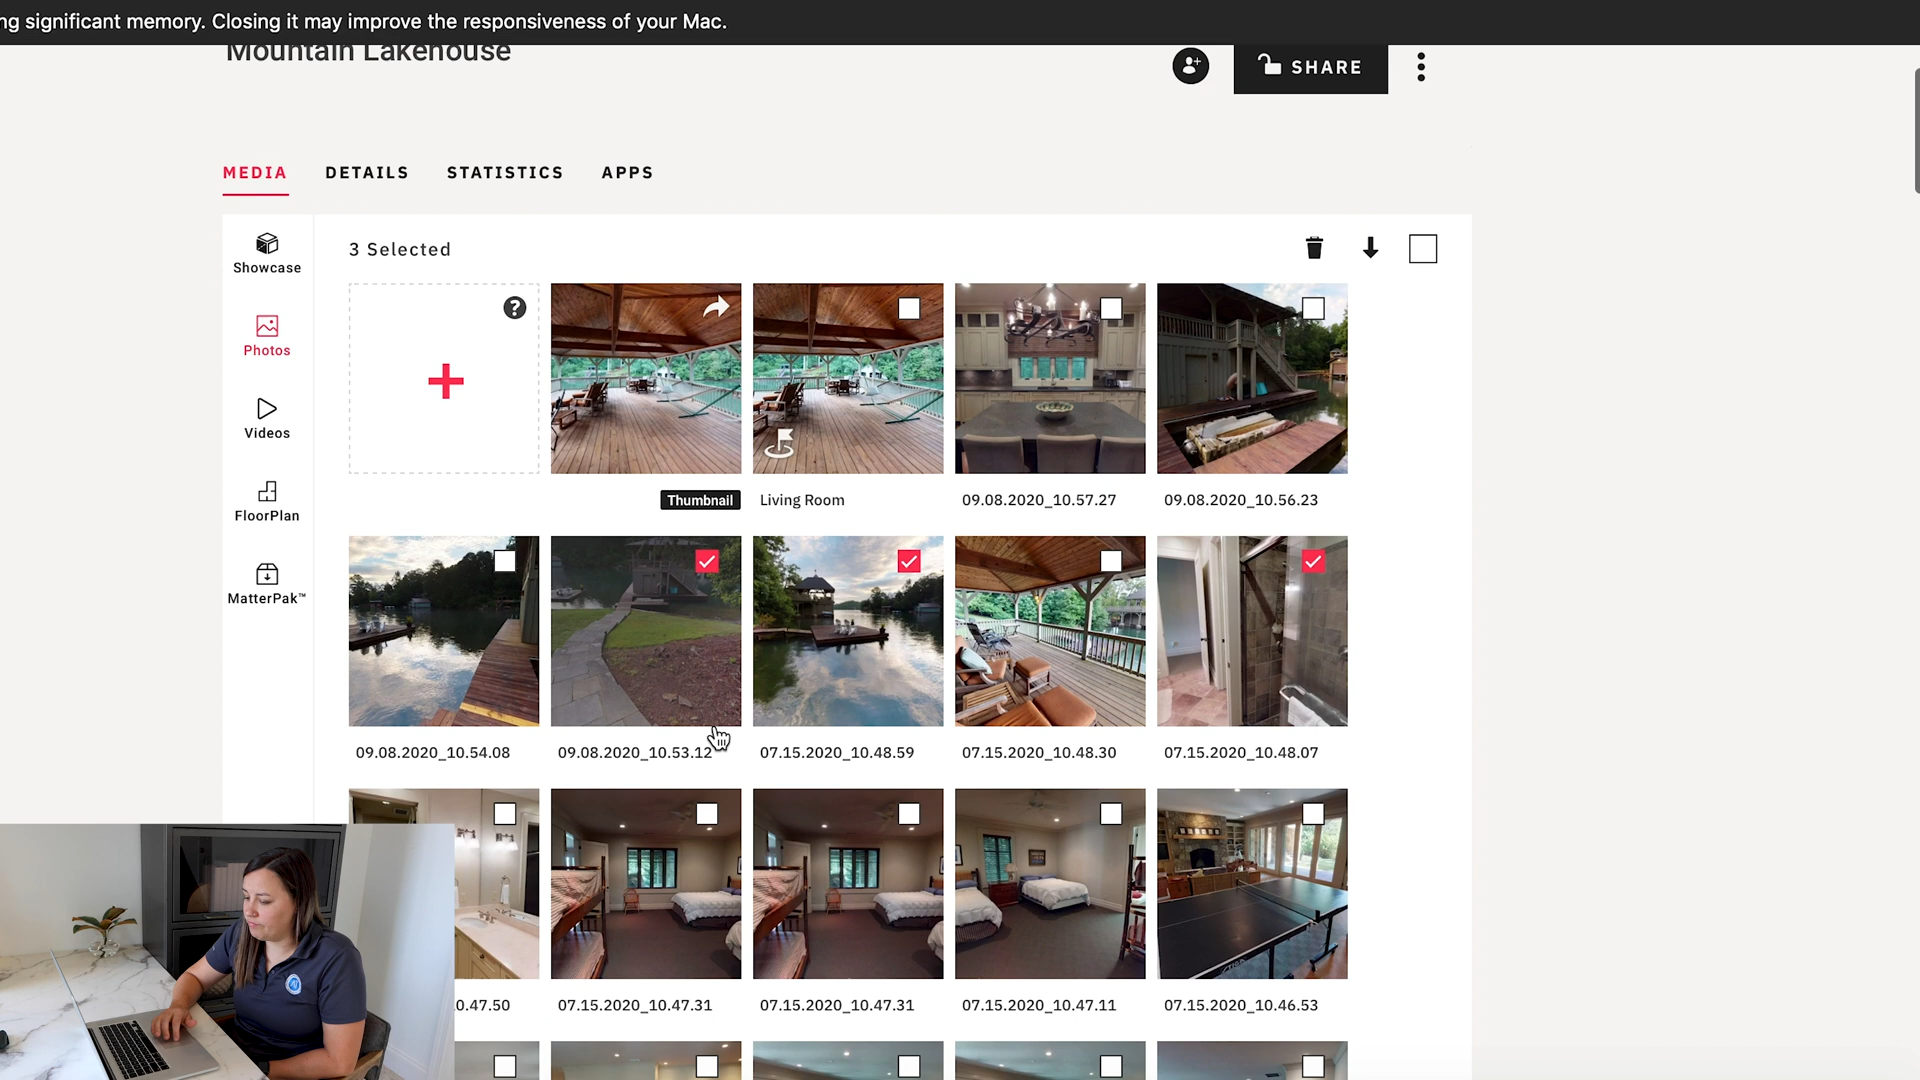 ng significant memory. Closing it may improve the responsiveness of your Mac.
Mountain Lakehouse
SHARE
MEDIA DETAILS STATISTICS APPS
3 Selected
Showcase
Photos
Videos
FloorPlan
MatterPak™
?
Thumbnail
Living Room
09.08.2020_10.57.27
09.08.2020_10.56.23
09.08.2020_10.54.08
09.08.2020_10.53.12
07.15.2020_10.48.59
07.15.2020_10.48.30
07.15.2020_10.48.07
0.47.50
07.15.2020_10.47.31
07.15.2020_10.47.31
07.15.2020_10.47.11
07.15.2020_10.46.53